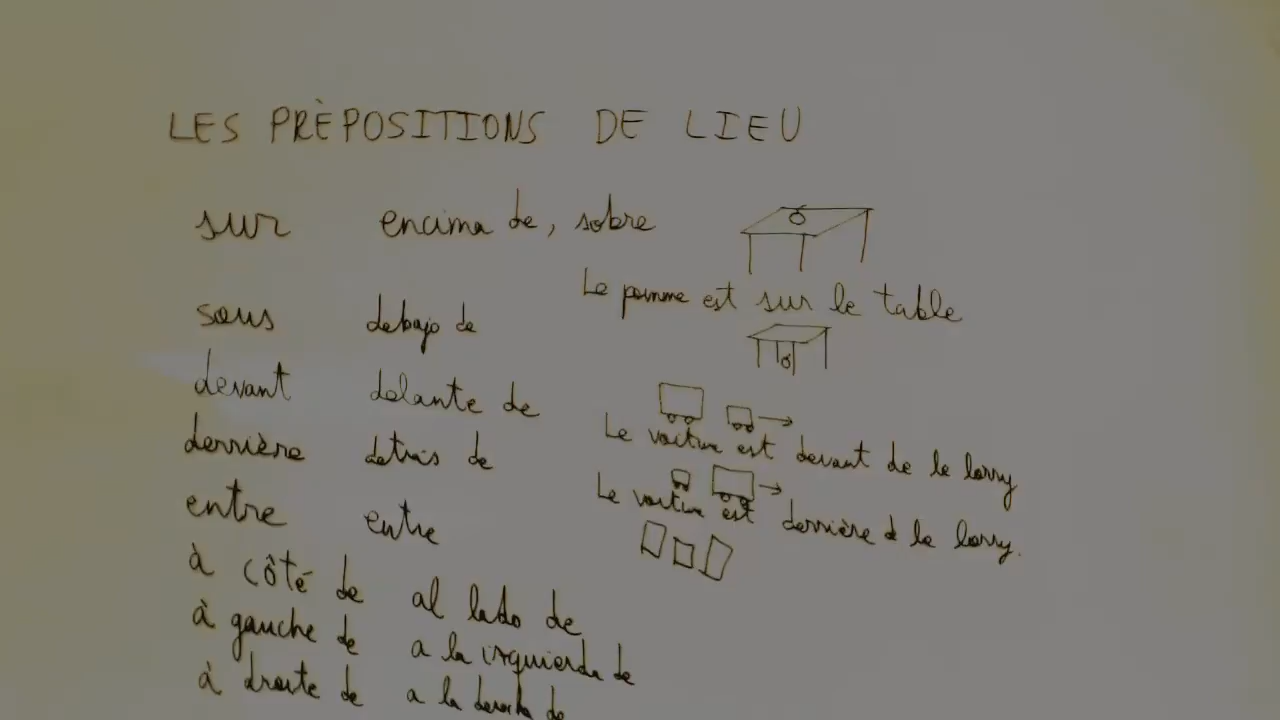 LES PRÈPOSITIONS DE LIEU
sur encima de, sobre
Le pomme est sur le table
sous debajo de
devant delante de
Le voiture est devant de le lorry
derrière detrás de
Le voiture est derrière d le lorry.
entre entre
à côté de al lado de
à gauche de a la izquierda de
à droite de a la derecha de